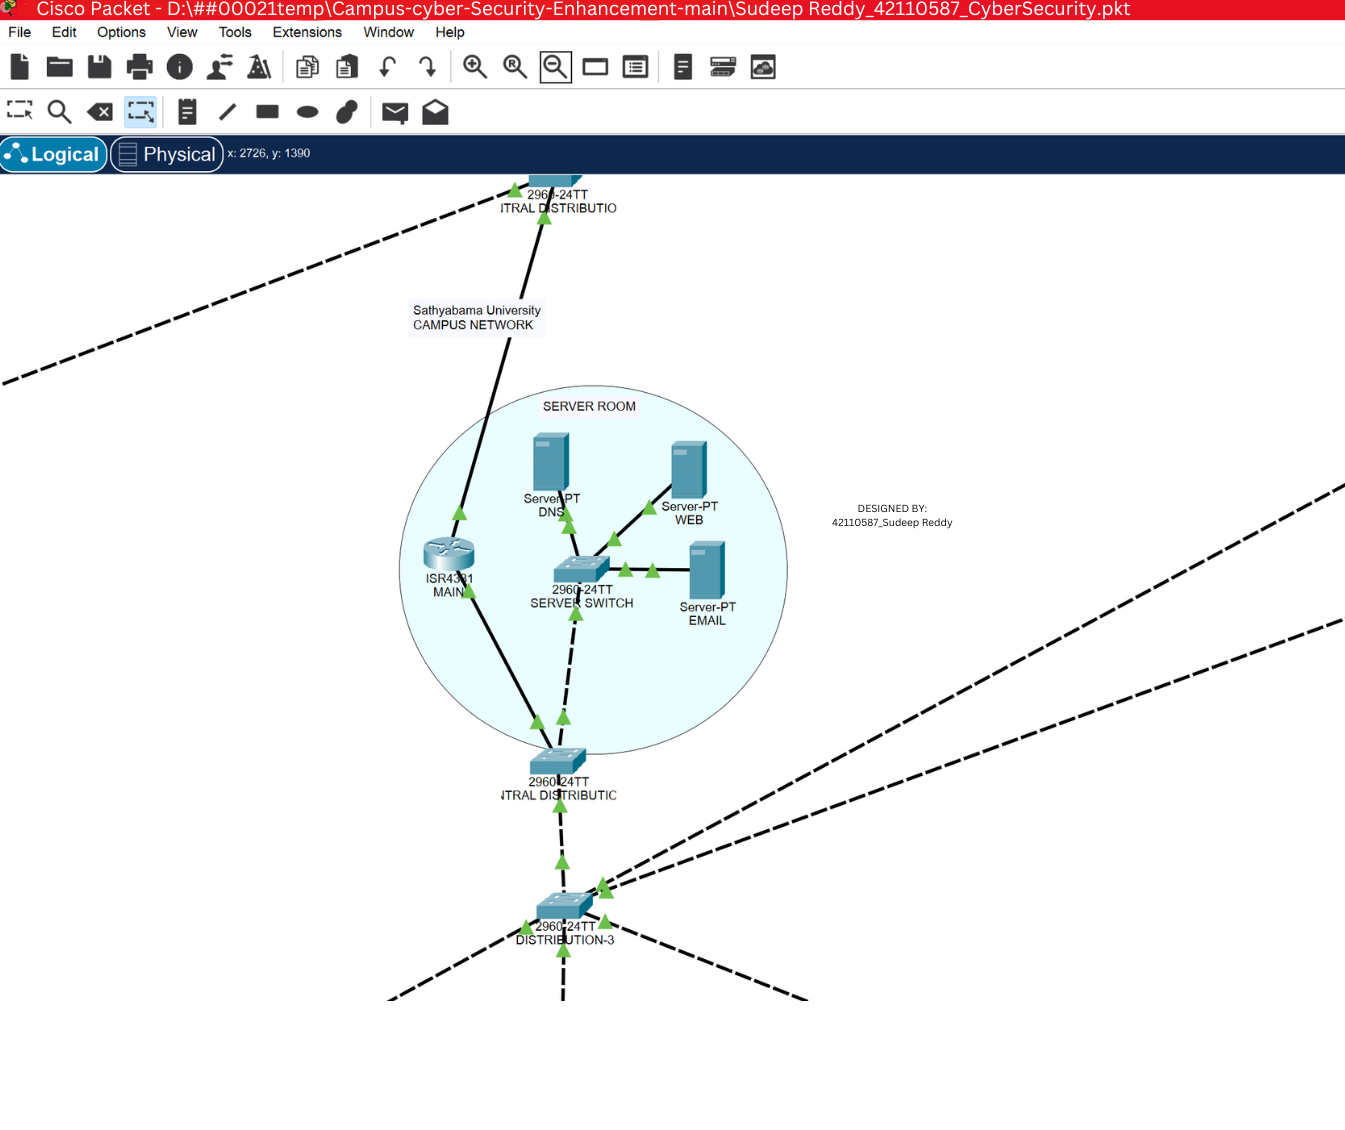 Cisco Packet - D:\##00021temp\Campus-cyber-Security-Enhancement-main\Sudeep Reddy_42110587_CyberSecurity.pkt
File Edit Options View Tools Extensions Window Help
Logical Physical x: 2726, y: 1390
2960-24TT
ITRAL DISTRIBUTIO
Sathyabama University
CAMPUS NETWORK
SERVER ROOM
Server-PT
DNS
Server-PT
WEB
DESIGNED BY:
42110587_Sudeep Reddy
ISR4331
MAIN
2960-24TT
SERVER SWITCH
Server-PT
EMAIL
2960-24TT
NTRAL DISTRIBUTIC
2960-24TT
DISTRIBUTION-3